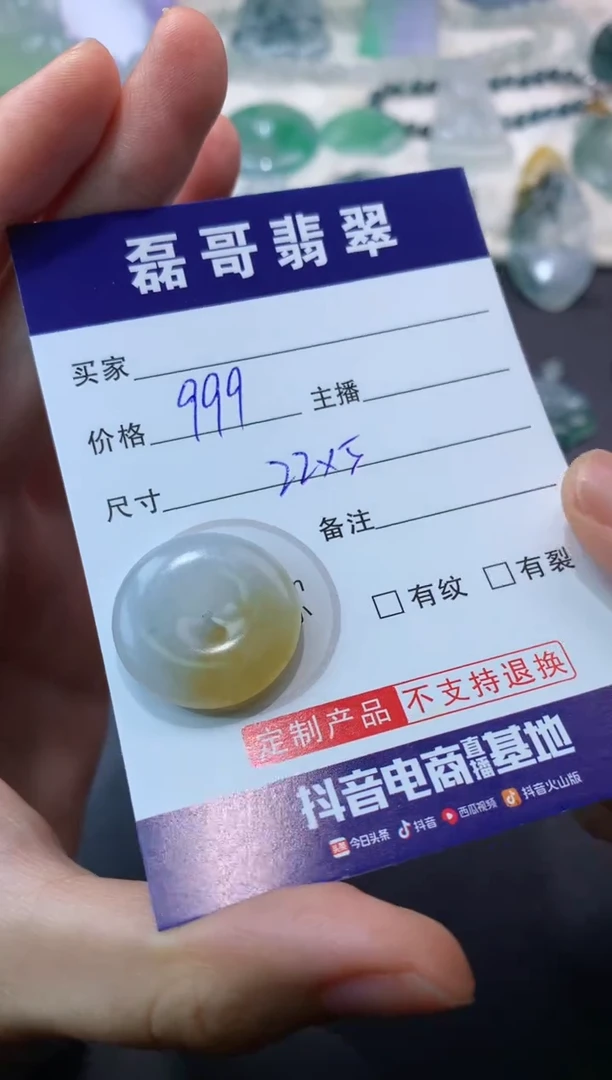 磊哥翡翠
买家
价格 999 主播
尺寸 22x5
备注
□有纹 □有裂
定制产品 不支持退换
抖音电商直播基地
头条 今日头条 抖音 西瓜视频 抖音火山版